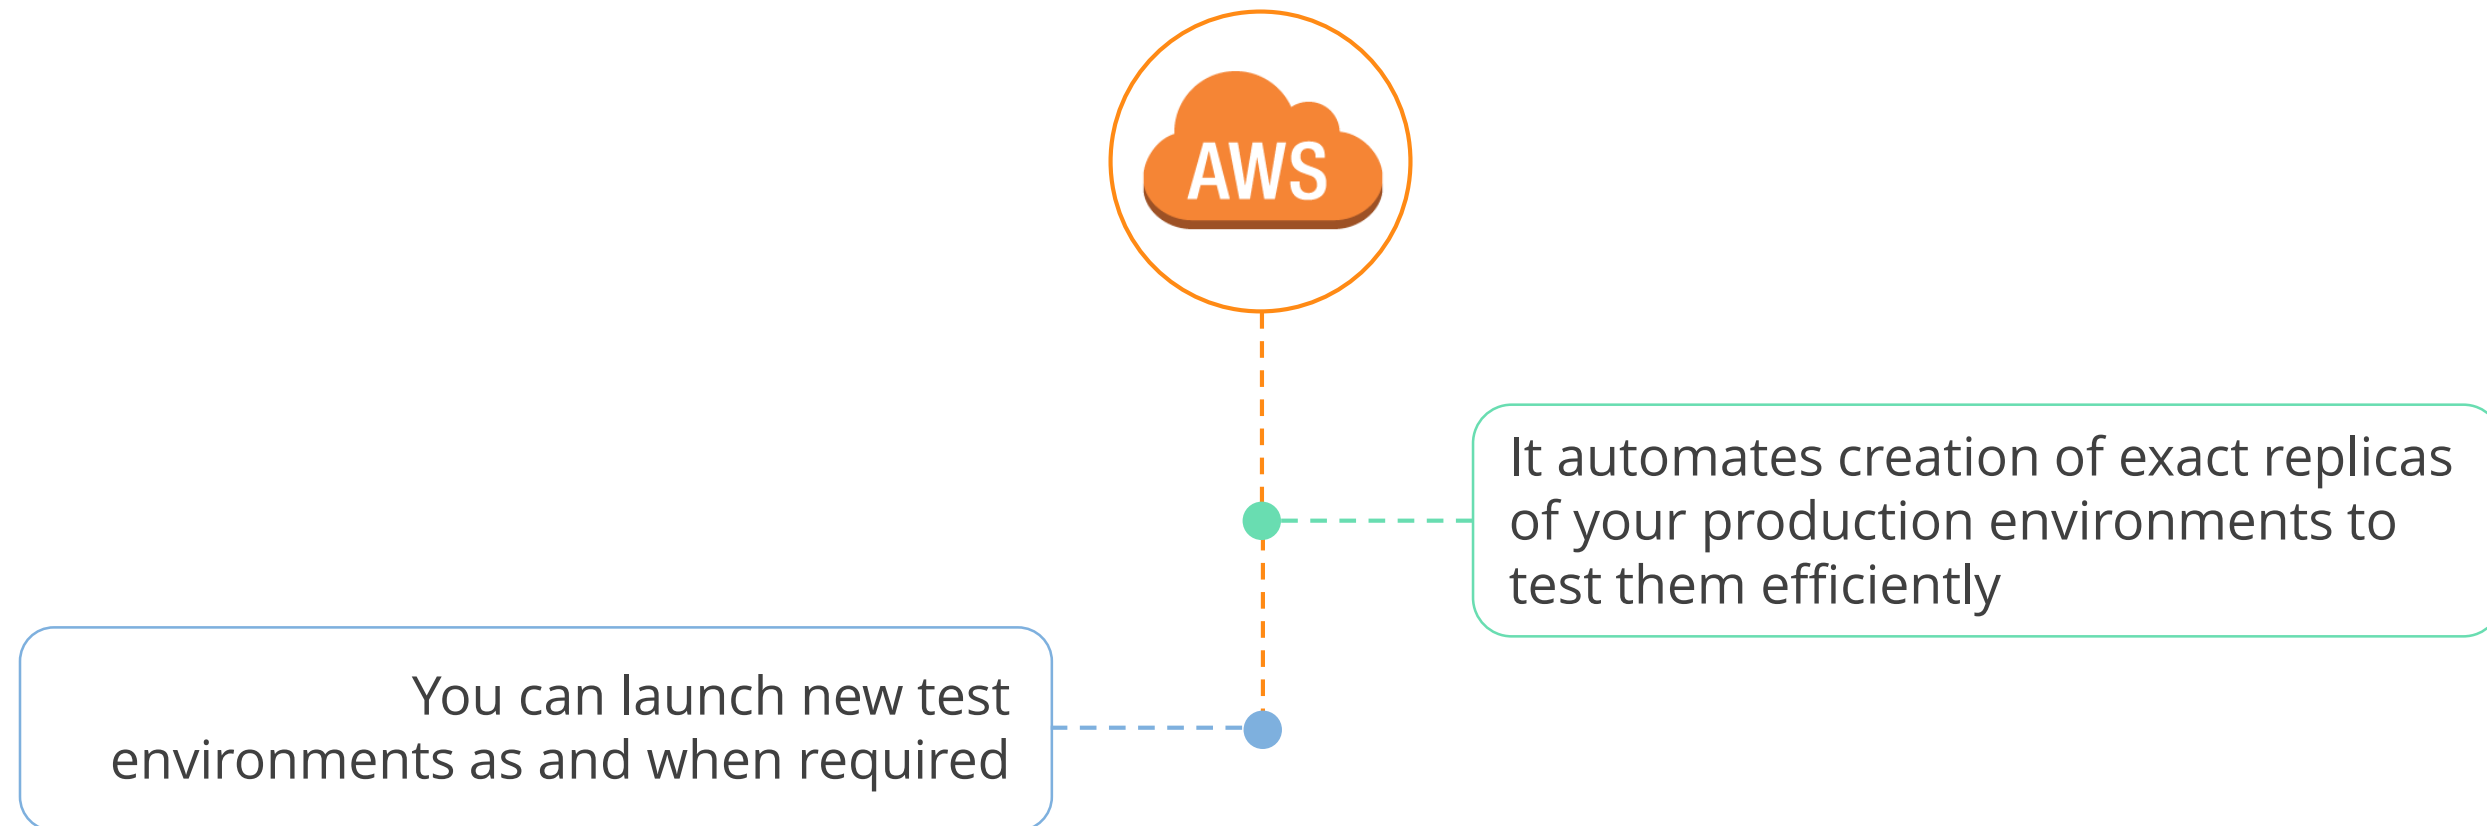 AWS
It automates creation of exact replicas
of your production environments to
test them efficiently
You can launch new test
environments as and when required